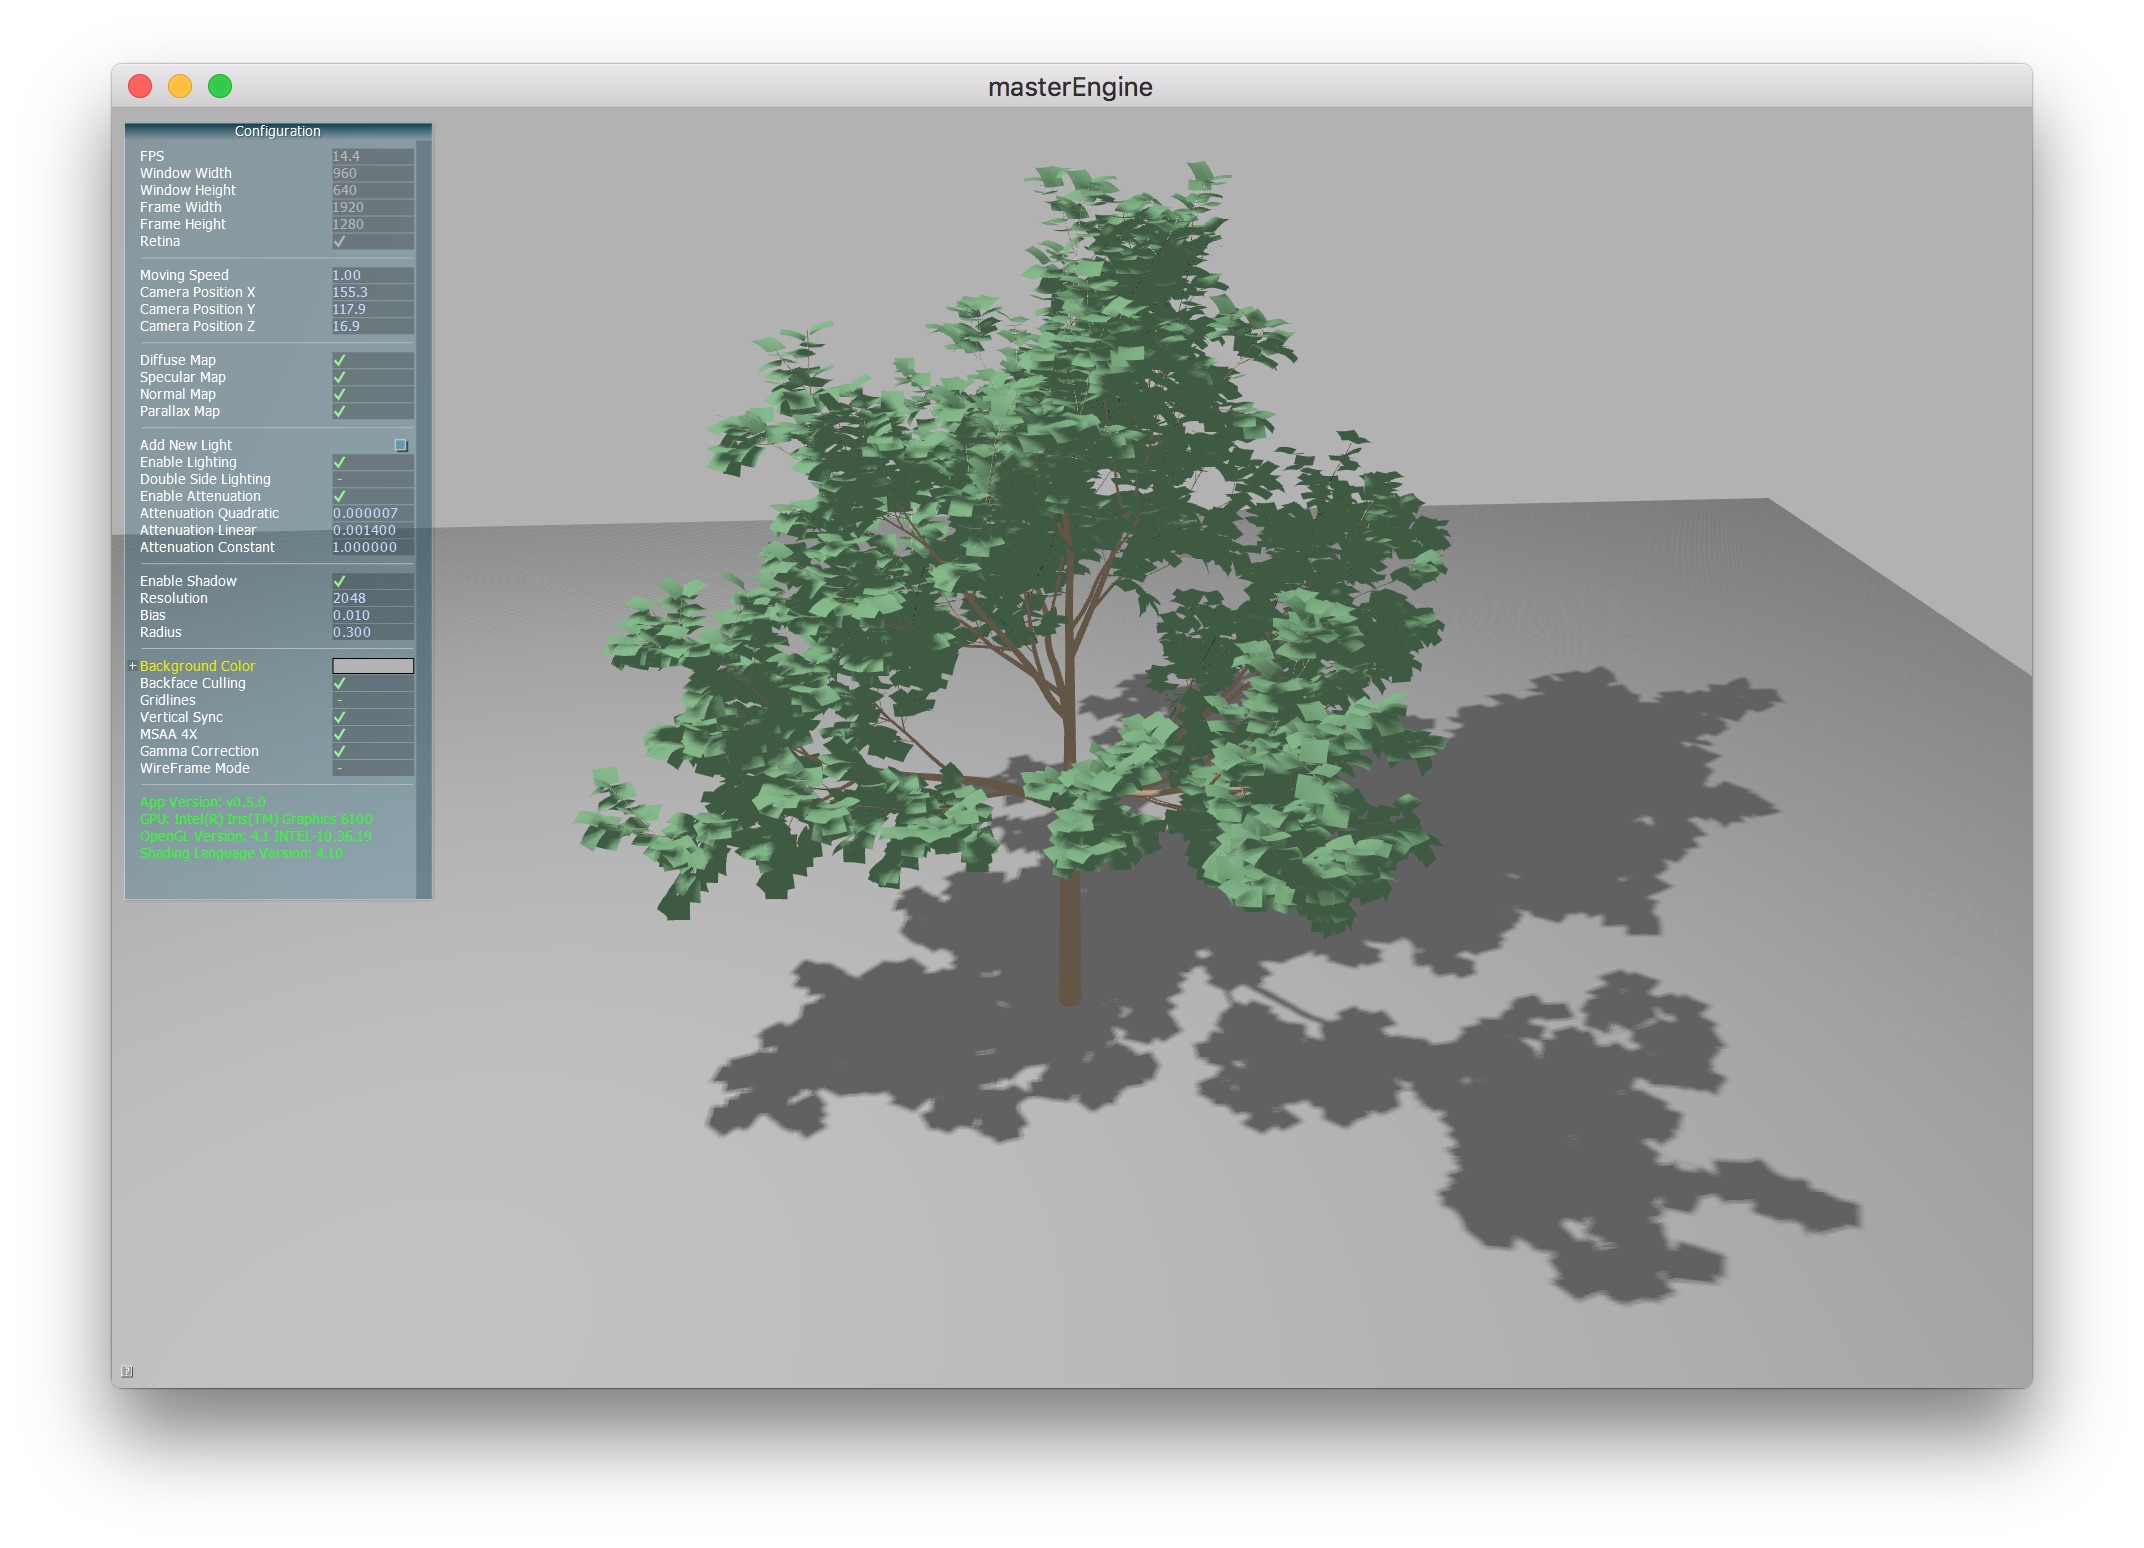 masterEngine
Configuration
FPS 14.4
Window Width 960
Window Height 640
Frame Width 1920
Frame Height 1280
Retina ✓
Moving Speed 1.00
Camera Position X 155.3
Camera Position Y 117.9
Camera Position Z 16.9
Diffuse Map ✓
Specular Map ✓
Normal Map ✓
Parallax Map ✓
Add New Light
Enable Lighting ✓
Double Side Lighting -
Enable Attenuation ✓
Attenuation Quadratic 0.000007
Attenuation Linear 0.001400
Attenuation Constant 1.000000
Enable Shadow ✓
Resolution 2048
Bias 0.010
Radius 0.300
+ Background Color
Backface Culling ✓
Gridlines -
Vertical Sync ✓
MSAA 4X ✓
Gamma Correction ✓
WireFrame Mode -
App Version: v0.5.0
GPU: Intel(R) Iris(TM) Graphics 6100
OpenGL Version: 4.1 INTEL-10.36.19
Shading Language Version: 4.10
?